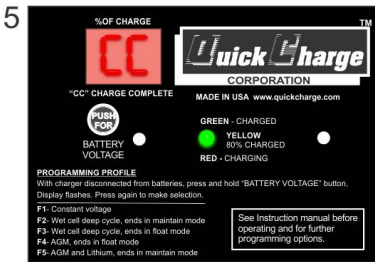 5
%OF CHARGE
CC
"CC" CHARGE COMPLETE
TM
Quick Charge
CORPORATION
MADE IN USA www.quickcharge.com
PUSH
FOR
BATTERY
VOLTAGE
GREEN - CHARGED
YELLOW
80% CHARGED
RED - CHARGING
PROGRAMMING PROFILE
With charger disconnected from batteries, press and hold "BATTERY VOLTAGE" button,
Display flashes. Press again to make selection.
F1- Constant voltage
F2- Wet cell deep cycle, ends in maintain mode
F3- Wet cell deep cycle, ends in float mode
F4- AGM, ends in float mode
F5- AGM and Lithium, ends in maintain mode
See Instruction manual before
operating and for further
programming options.